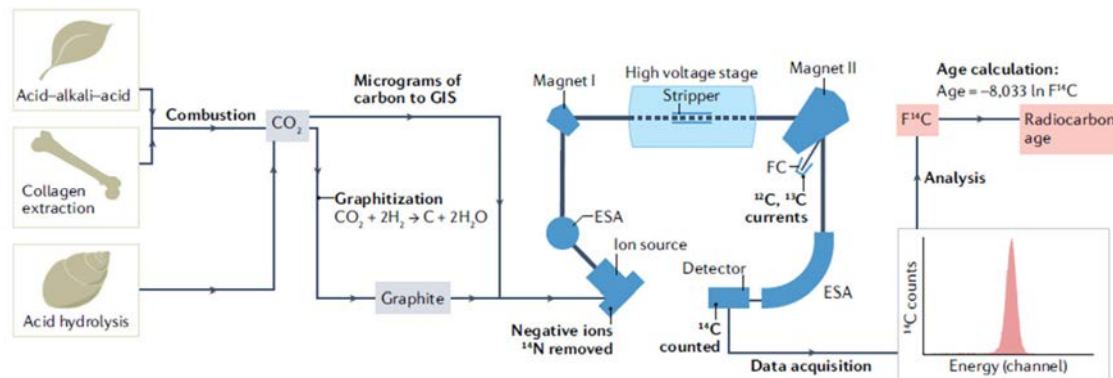 Acid–alkali–acid
Collagen
extraction
Acid hydrolysis
Combustion
CO₂
Micrograms of
carbon to GIS
Graphitization
CO₂ + 2H₂ → C + 2H₂O
Graphite
Magnet I
ESA
Ion source
Negative ions
¹⁴N removed
High voltage stage
Stripper
Magnet II
FC
¹²C, ¹³C
currents
ESA
Detector
¹⁴C
counted
Data acquisition
Age calculation:
Age = –8,033 ln F¹⁴C
F¹⁴C
Radiocarbon
age
Analysis
¹⁴C counts
Energy (channel)